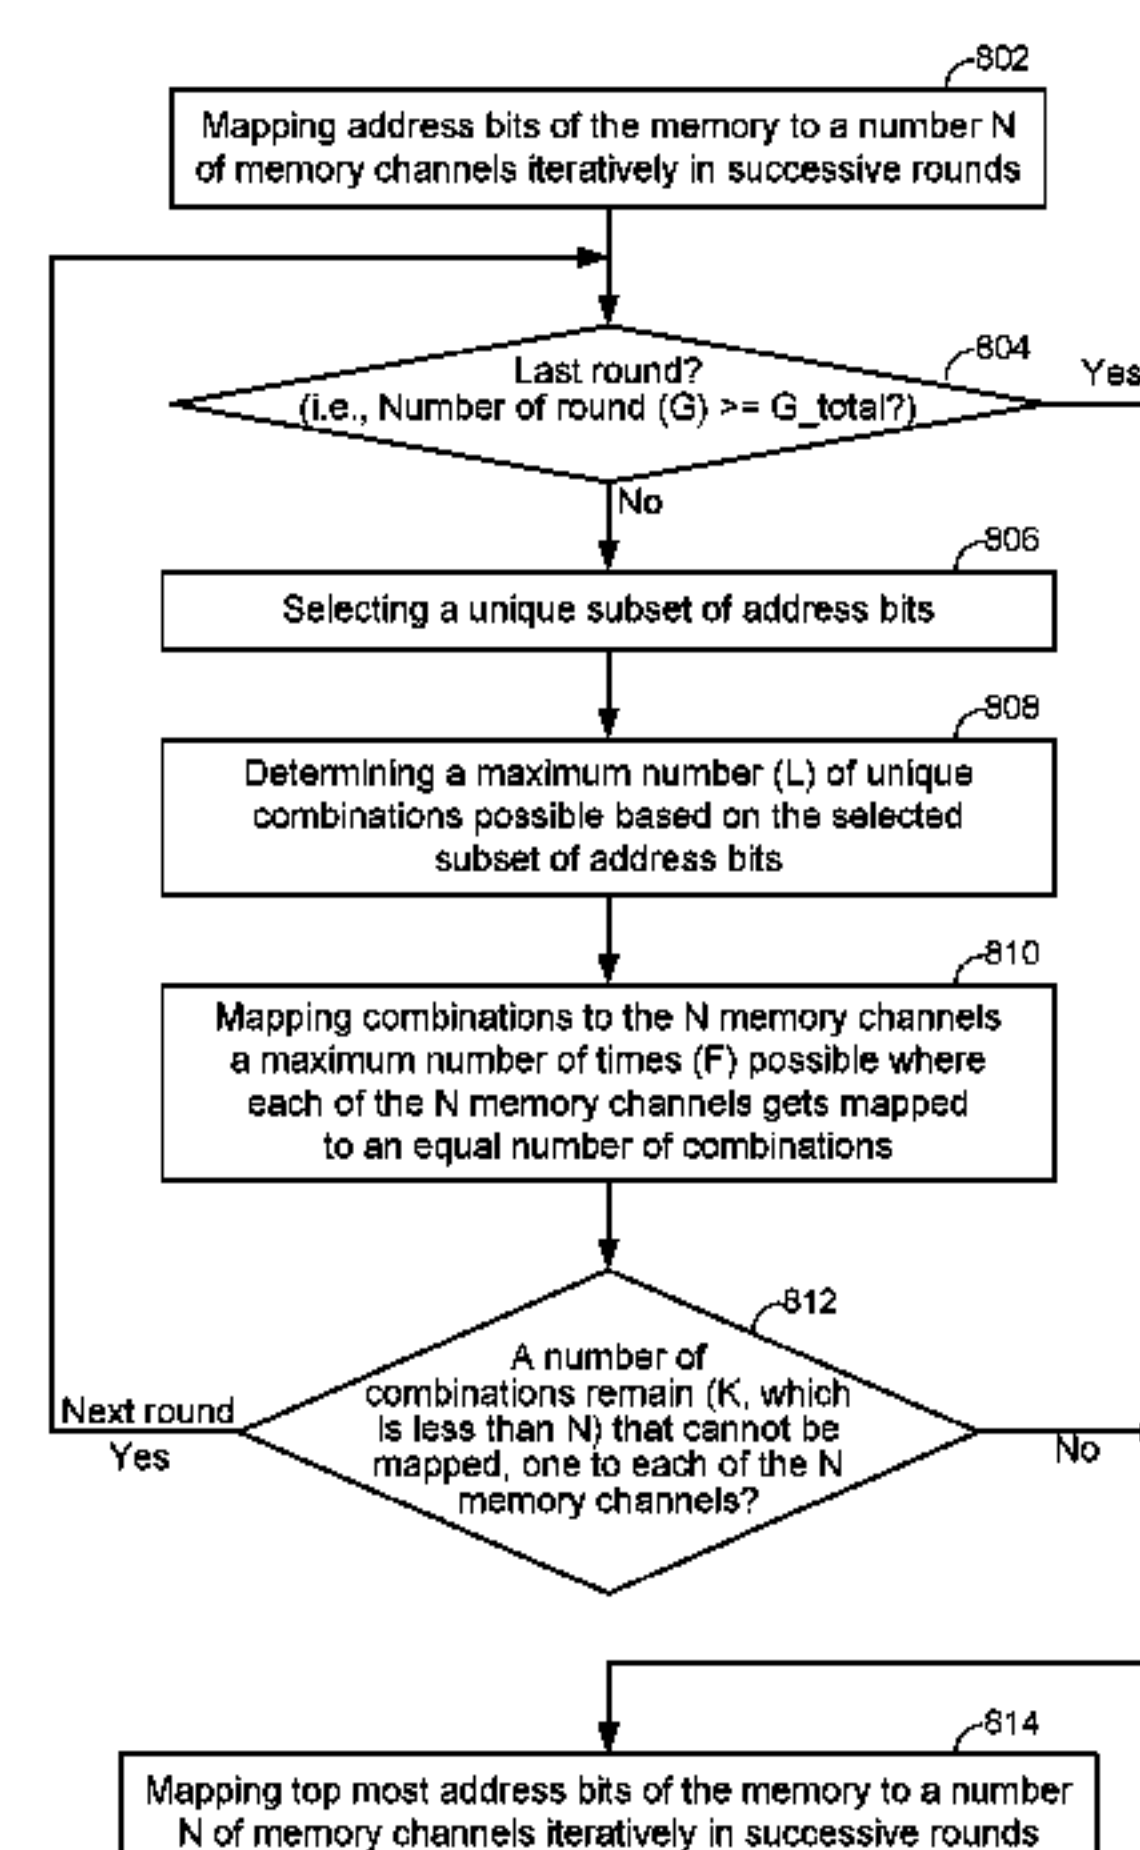 802
Mapping address bits of the memory to a number N
of memory channels iteratively in successive rounds
804
Last round?
Yes
(i.e., Number of round (G) >= G_total?)
No
806
Selecting a unique subset of address bits
808
Determining a maximum number (L) of unique
combinations possible based on the selected
subset of address bits
810
Mapping combinations to the N memory channels
a maximum number of times (F) possible where
each of the N memory channels gets mapped
to an equal number of combinations
812
A number of
combinations remain (K, which
is less than N) that cannot be
mapped, one to each of the N
memory channels?
Next round
Yes
No
814
Mapping top most address bits of the memory to a number
N of memory channels iteratively in successive rounds